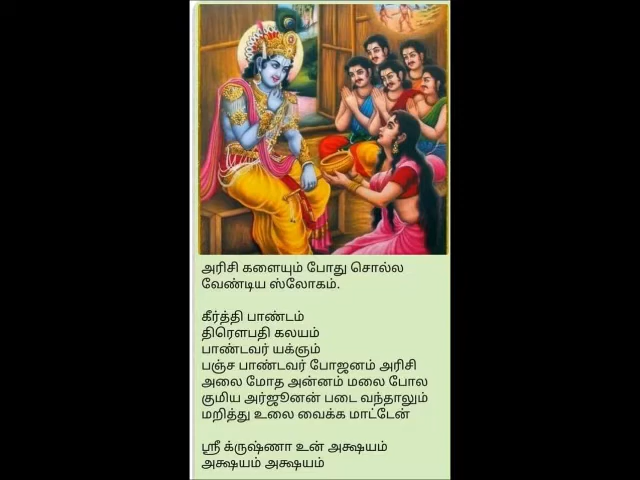 அரிசி களையும் போது சொல்ல
வேண்டிய ஸ்லோகம்.
கீர்த்தி பாண்டம்
திரௌபதி கலயம்
பாண்டவர் யக்ஞம்
பஞ்ச பாண்டவர் போஜனம் அரிசி
அலை மோத அன்னம் மலை போல
குமிய அர்ஜூனன் படை வந்தாலும்
மறித்து உலை வைக்க மாட்டேன்
ஸ்ரீ க்ருஷ்ணா உன் அக்ஷயம்
அக்ஷயம் அக்ஷயம்